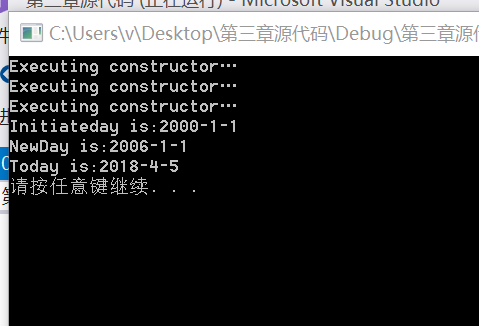 第三章源代码 (正在运行) - Microsoft Visual Studio
C:\Users\v\Desktop\第三章源代码\Debug\第三章源代
Executing constructor…
Executing constructor…
Executing constructor…
Initiateday is:2000-1-1
NewDay is:2006-1-1
Today is:2018-4-5
请按任意键继续. . .